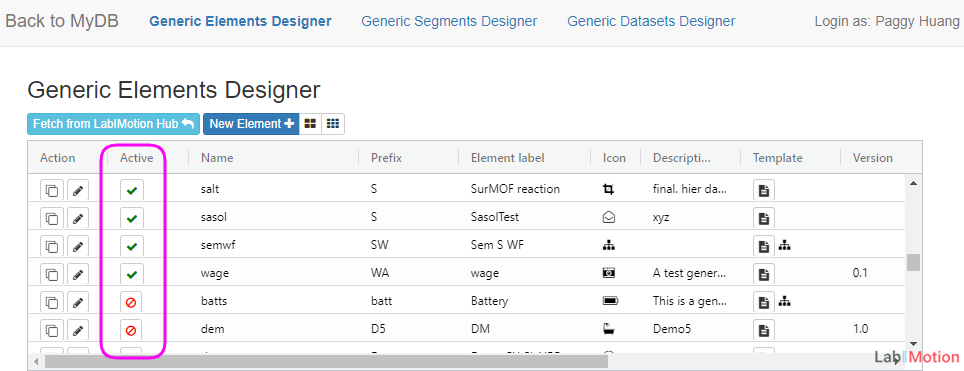 Back to MyDB Generic Elements Designer Generic Segments Designer Generic Datasets Designer Login as: Paggy Huang
Generic Elements Designer
Fetch from LabIMotion Hub New Element
Action Active Name Prefix Element label Icon Descripti... Template Version
salt S SurMOF reaction final. hier da...
sasol S SasolTest xyz
semwf SW Sem S WF
wage WA wage A test gener... 0.1
batts batt Battery This is a gen...
dem D5 DM Demo5 1.0
LabIMotion